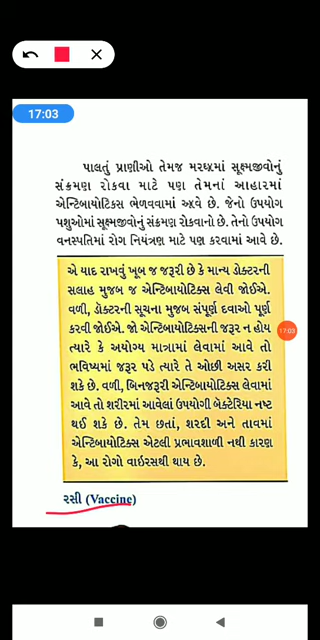 17:03
પાલતું પ્રાણીઓ તેમજ મરઘામાં સૂક્ષ્મજીવોનું
સંક્રમણ રોકવા માટે પણ તેમનાં આહારમાં
એન્ટિબાયોટિક્સ ભેળવવામાં આવે છે. જેનો ઉપયોગ
પશુઓમાં સૂક્ષ્મજીવોનું સંક્રમણ રોકવાનો છે. તેનો ઉપયોગ
વનસ્પતિમાં રોગ નિયંત્રણ માટે પણ કરવામાં આવે છે.
એ યાદ રાખવું ખૂબ જ જરૂરી છે કે માન્ય ડોક્ટરની
સલાહ મુજબ જ એન્ટિબાયોટિક્સ લેવી જોઈએ.
વળી, ડૉક્ટરની સૂચના મુજબ સંપૂર્ણ દવાઓ પૂર્ણ
કરવી જોઈએ. જો એન્ટિબાયોટિક્સની જરૂર ન હોય
ત્યારે કે અયોગ્ય માત્રામાં લેવામાં આવે તો
17:03
ભવિષ્યમાં જરૂર પડે ત્યારે તે ઓછી અસર કરી
શકે છે. વળી, બિનજરૂરી એન્ટિબાયોટિક્સ લેવામાં
આવે તો શરીરમાં આવેલાં ઉપયોગી બેક્ટેરિયા નષ્ટ
થઈ શકે છે. તેમ છતાં, શરદી અને તાવમાં
એન્ટિબાયોટિક્સ એટલી પ્રભાવશાળી નથી કારણ
કે, આ રોગો વાઇરસથી થાય છે.
રસી (Vaccine)